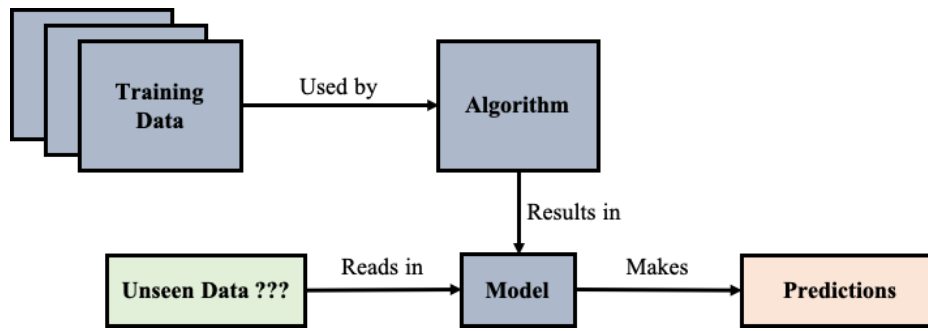 Training
Data
Used by
Algorithm
Results in
Unseen Data ???
Reads in
Model
Makes
Predictions